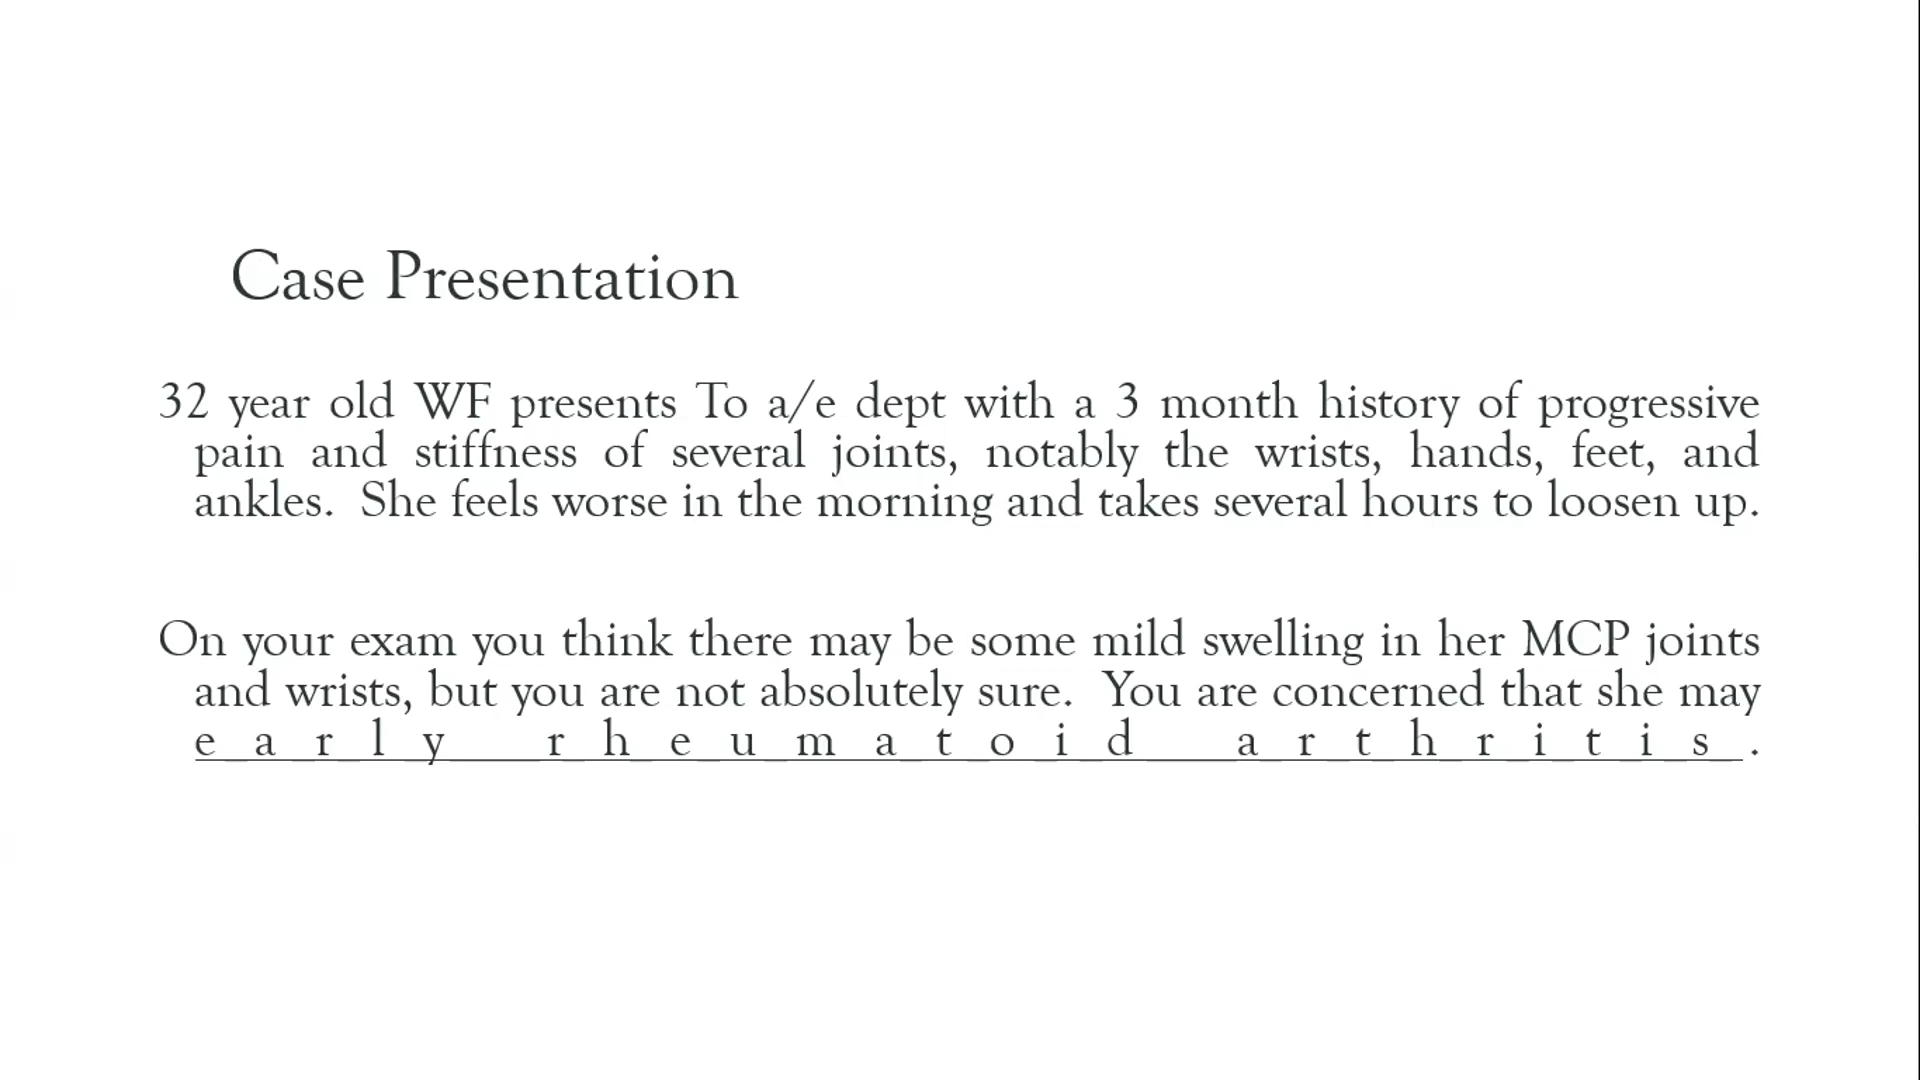 Case Presentation
32 year old WF presents To a/e dept with a 3 month history of progressive
pain and stiffness of several joints, notably the wrists, hands, feet, and
ankles. She feels worse in the morning and takes several hours to loosen up.
On your exam you think there may be some mild swelling in her MCP joints
and wrists, but you are not absolutely sure. You are concerned that she may
early rheumatoid arthritis.